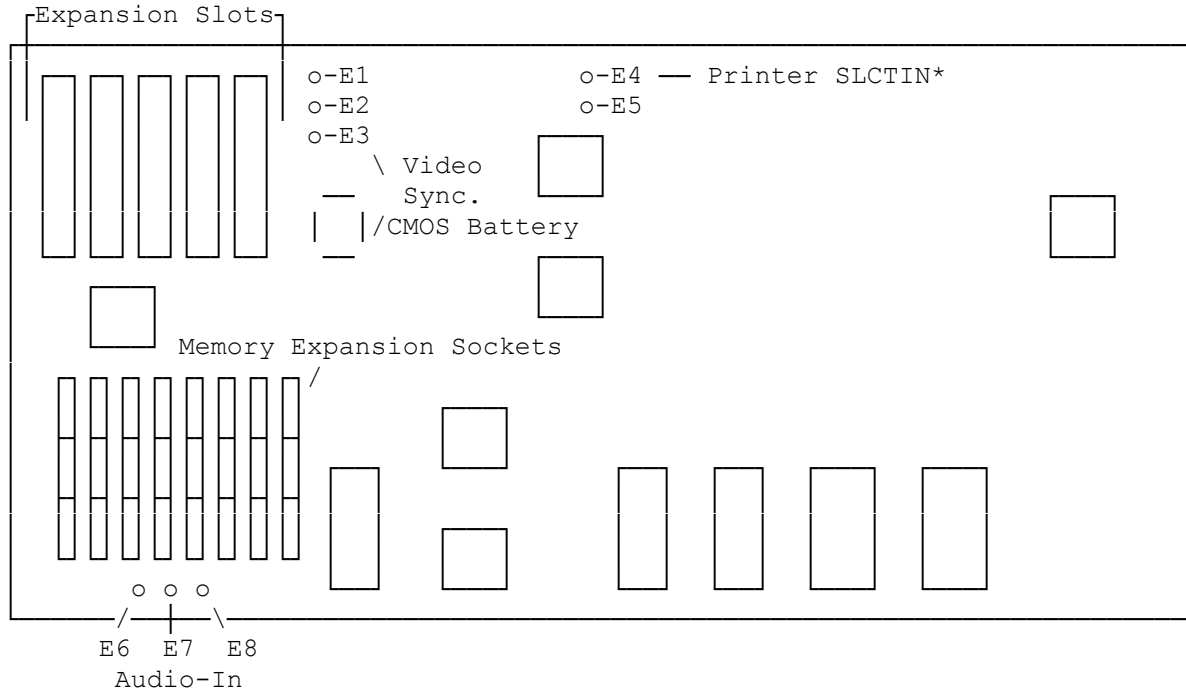 Expansion Slots
o-E1 o-E4 —— Printer SLCTIN*
o-E2 o-E5
o-E3
\ Video
Sync.
/CMOS Battery
Memory Expansion Sockets
/
o o o
/ \
E6 E7 E8
Audio-In